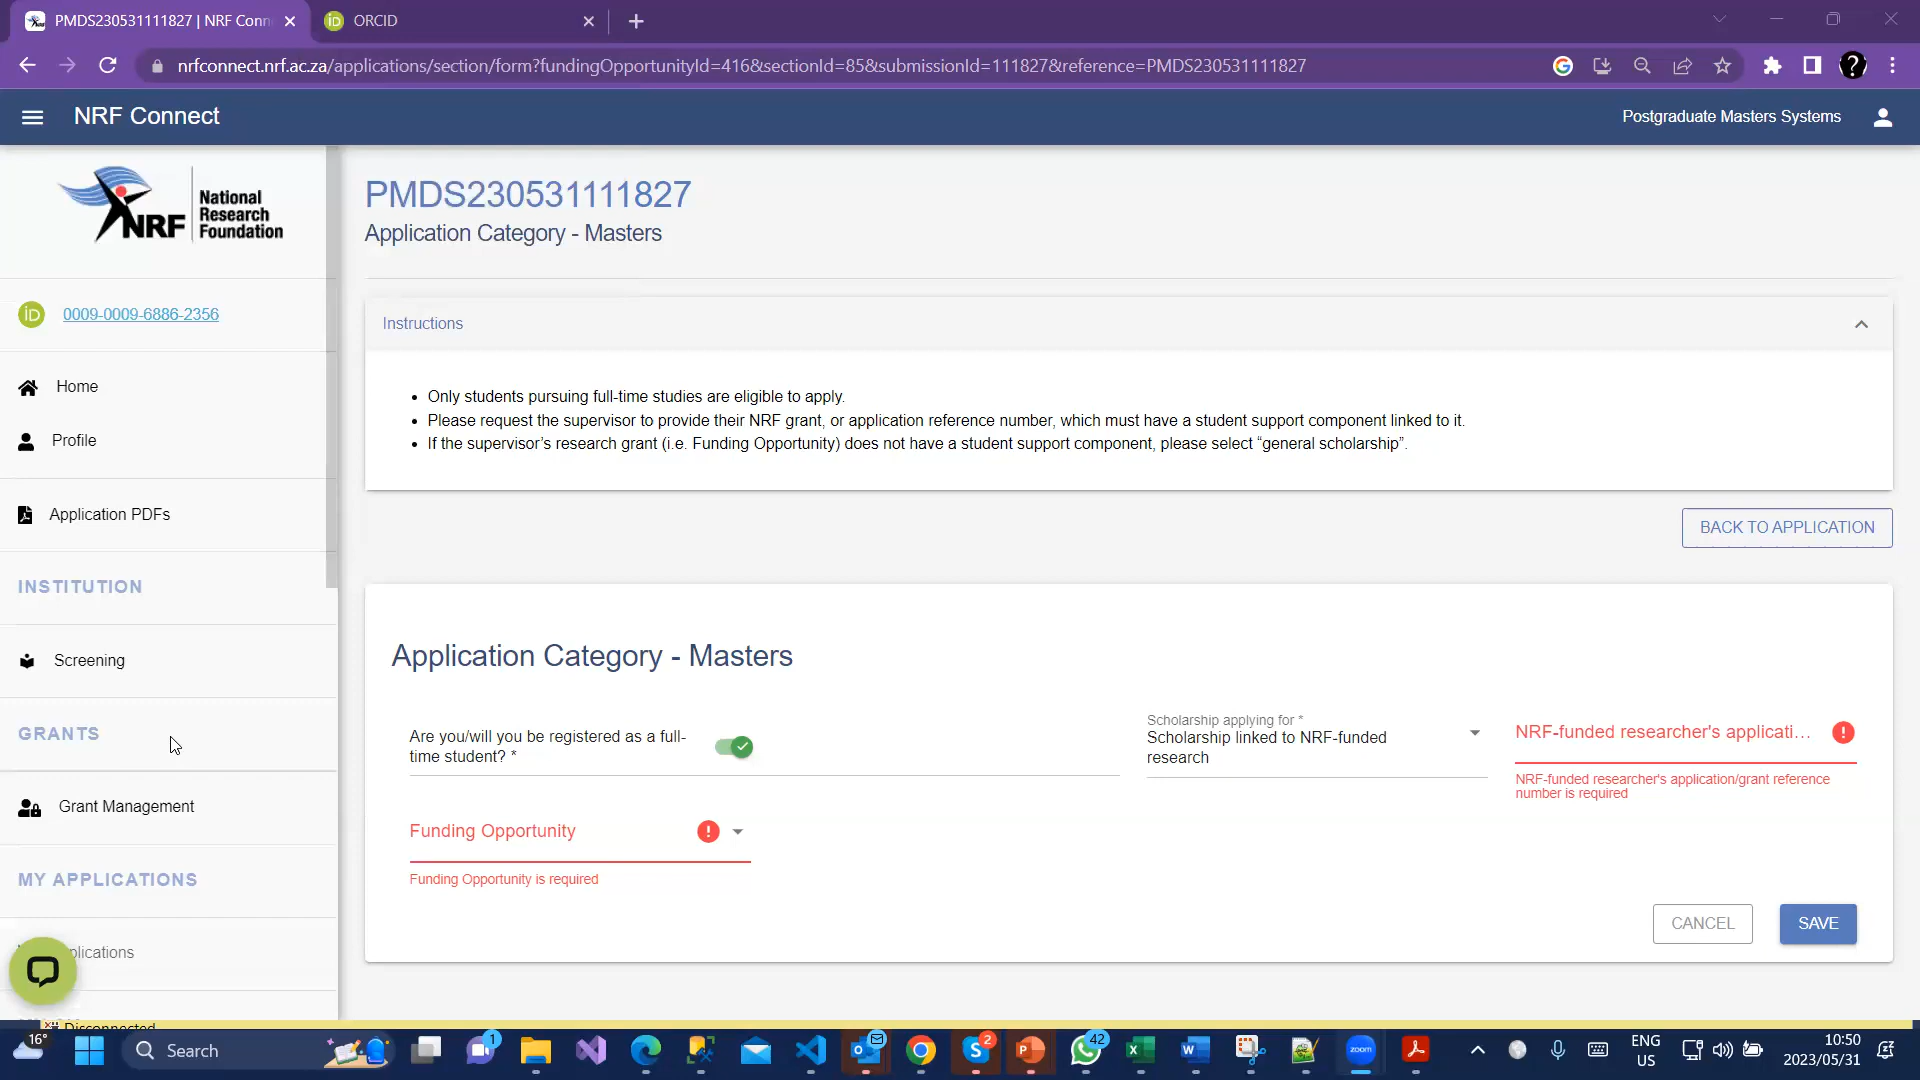 PMDS230531111827 | NRF Conn
ORCID
nrfconnect.nrf.ac.za/applications/section/form?fundingOpportunityId=416&sectionId=85&submissionId=111827&reference=PMDS230531111827
NRF Connect
Postgraduate Masters Systems
NRF
National
Research
Foundation
PMDS230531111827
Application Category - Masters
iD
0009-0009-6886-2356
Instructions
Home
Profile
• Only students pursuing full-time studies are eligible to apply.
• Please request the supervisor to provide their NRF grant, or application reference number, which must have a student support component linked to it.
• If the supervisor's research grant (i.e. Funding Opportunity) does not have a student support component, please select “general scholarship”.
Application PDFs
BACK TO APPLICATION
INSTITUTION
Screening
Application Category - Masters
GRANTS
Are you/will you be registered as a full-
time student? *
Scholarship applying for *
Scholarship linked to NRF-funded
research
NRF-funded researcher's applicati...
NRF-funded researcher's application/grant reference
number is required
Grant Management
Funding Opportunity
Funding Opportunity is required
MY APPLICATIONS
plications
CANCEL
SAVE
Disconnected
16°
Search
1
2
42
zoom
ENG
US
10:50
2023/05/31